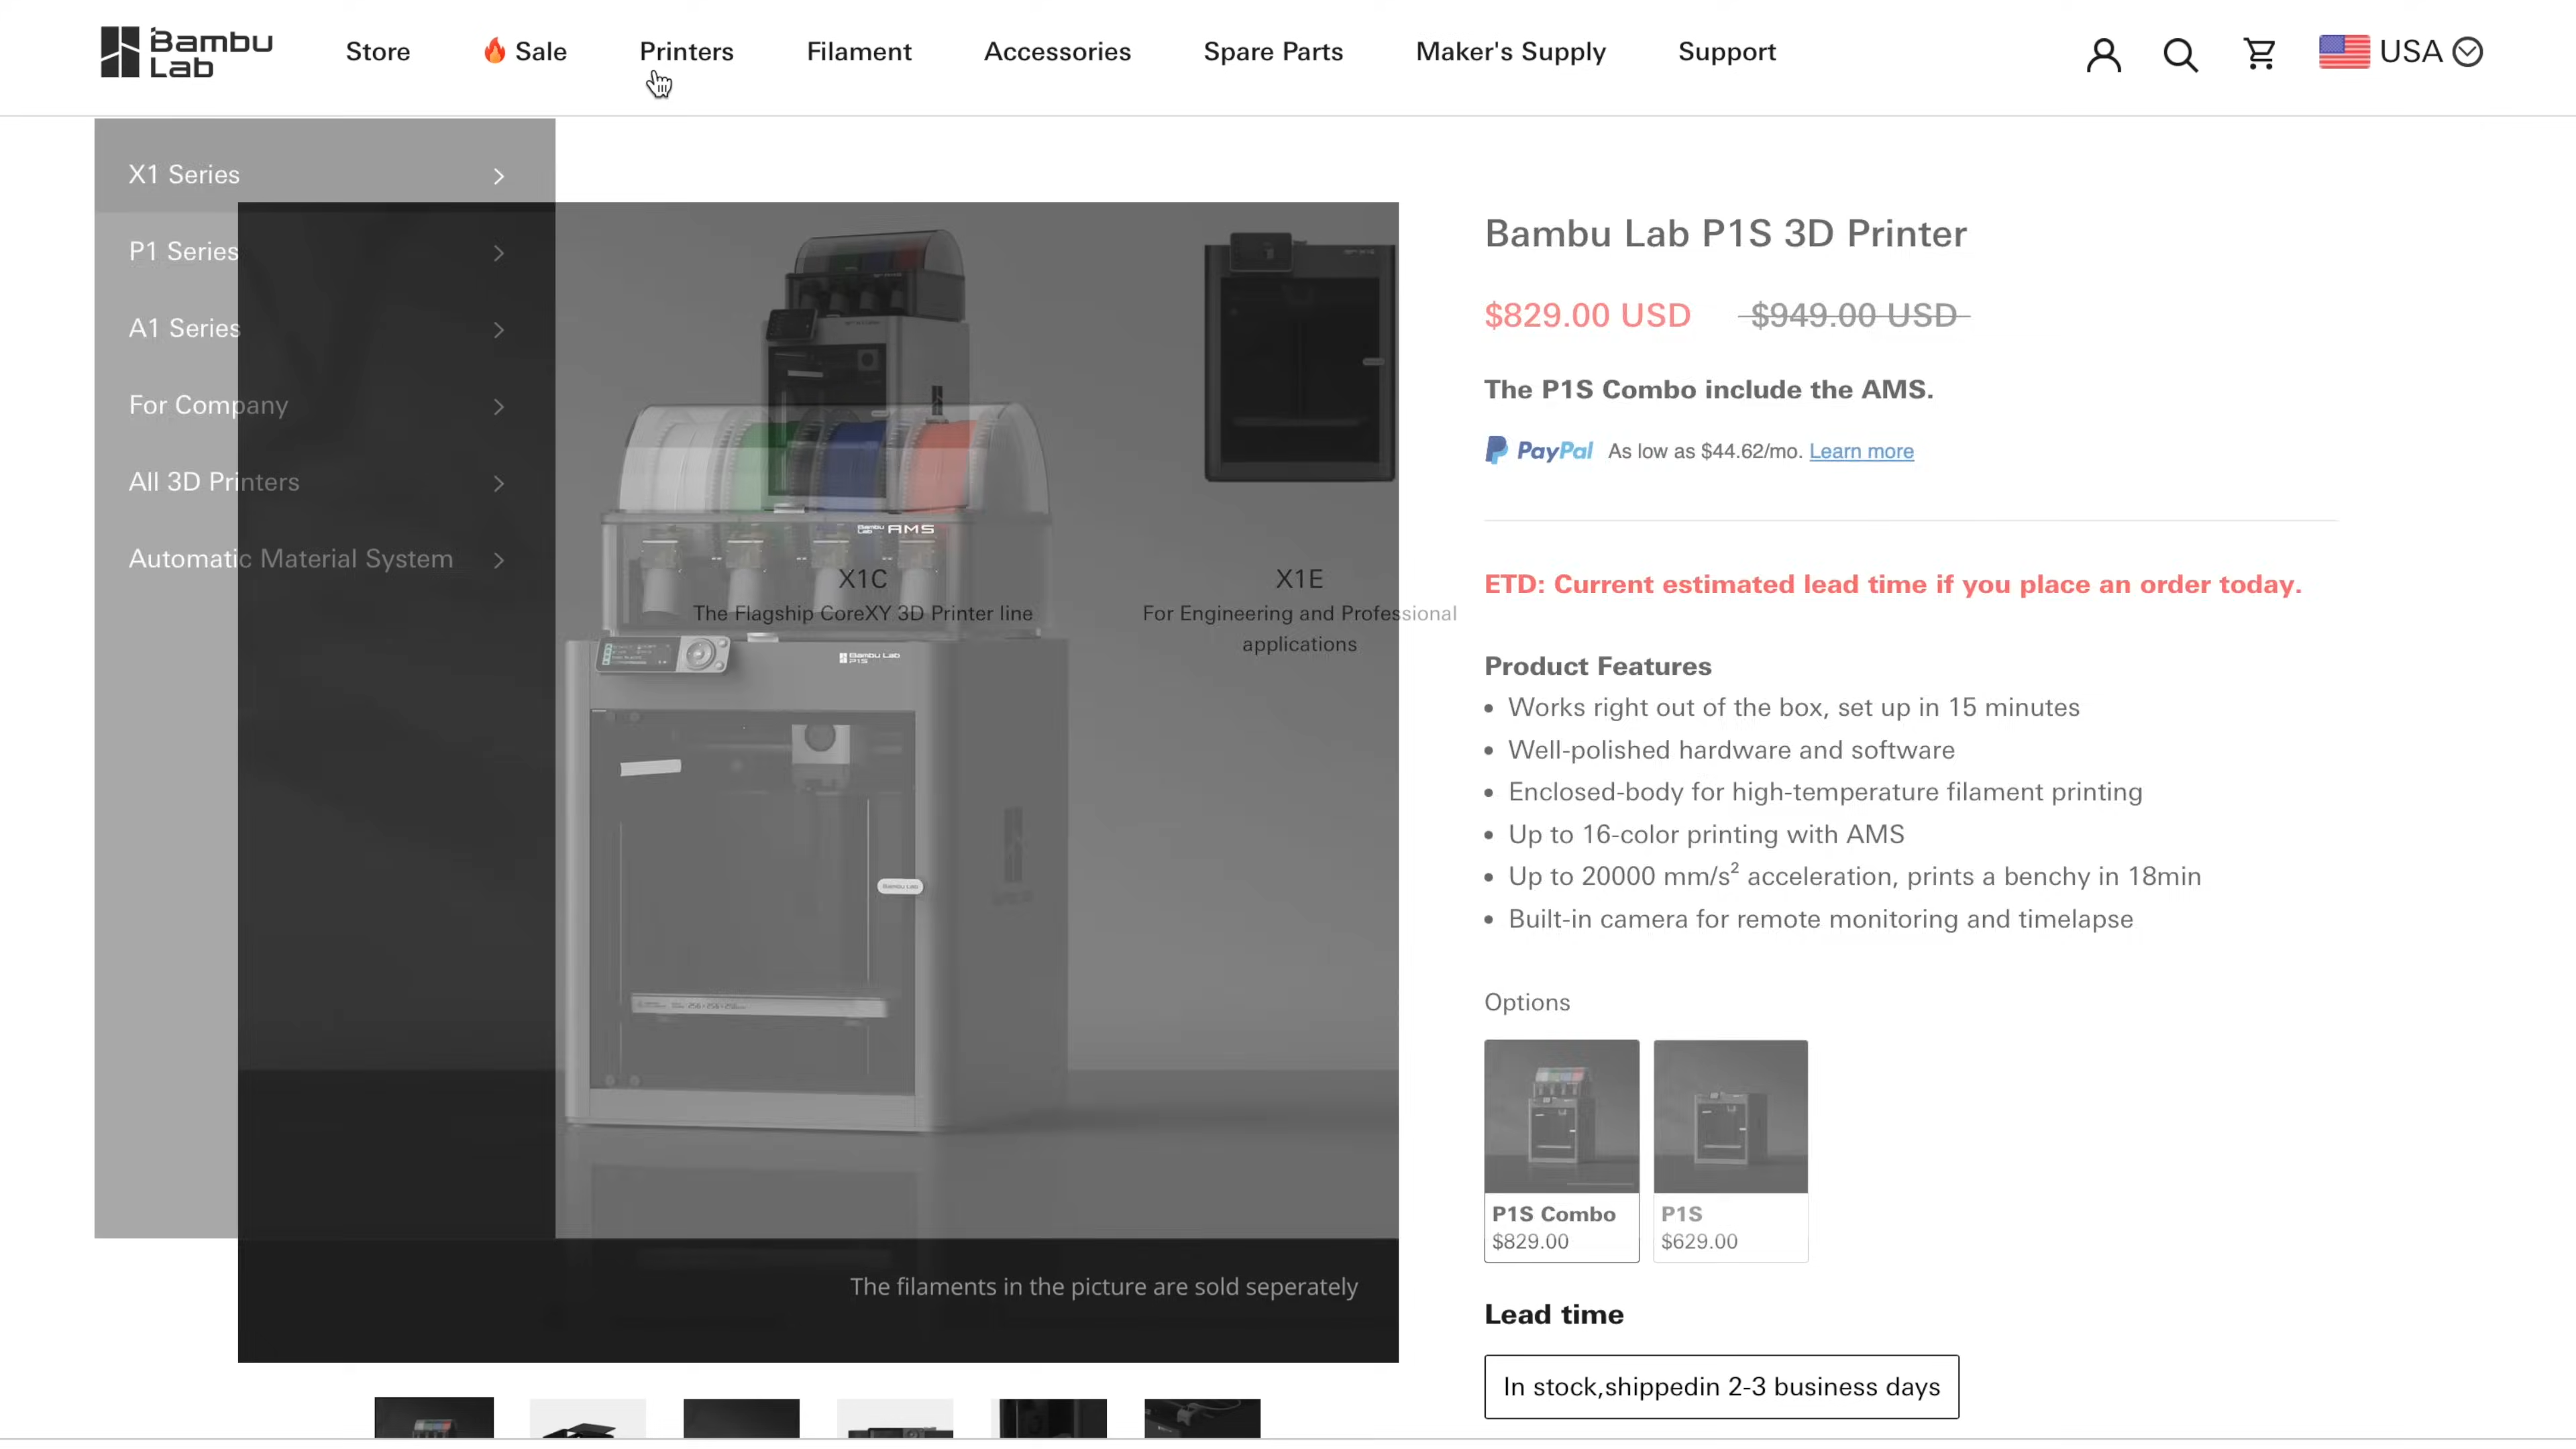 Bambu
Lab
Store
Sale
Printers
Filament
Accessories
Spare Parts
Maker's Supply
Support
USA
X1 Series
P1 Series
A1 Series
For Company
All 3D Printers
Automatic Material System
Bambu Lab AMS
X1C
The Flagship CoreXY 3D Printer line
X1E
For Engineering and Professional
applications
Bambu Lab
P1S
Bambu Lab
The filaments in the picture are sold seperately
Bambu Lab P1S 3D Printer
$829.00 USD $949.00 USD
The P1S Combo include the AMS.
PayPal As low as $44.62/mo. Learn more
ETD: Current estimated lead time if you place an order today.
Product Features
• Works right out of the box, set up in 15 minutes
• Well-polished hardware and software
• Enclosed-body for high-temperature filament printing
• Up to 16-color printing with AMS
• Up to 20000 mm/s² acceleration, prints a benchy in 18min
• Built-in camera for remote monitoring and timelapse
Options
P1S Combo
$829.00
P1S
$629.00
Lead time
In stock,shippedin 2-3 business days